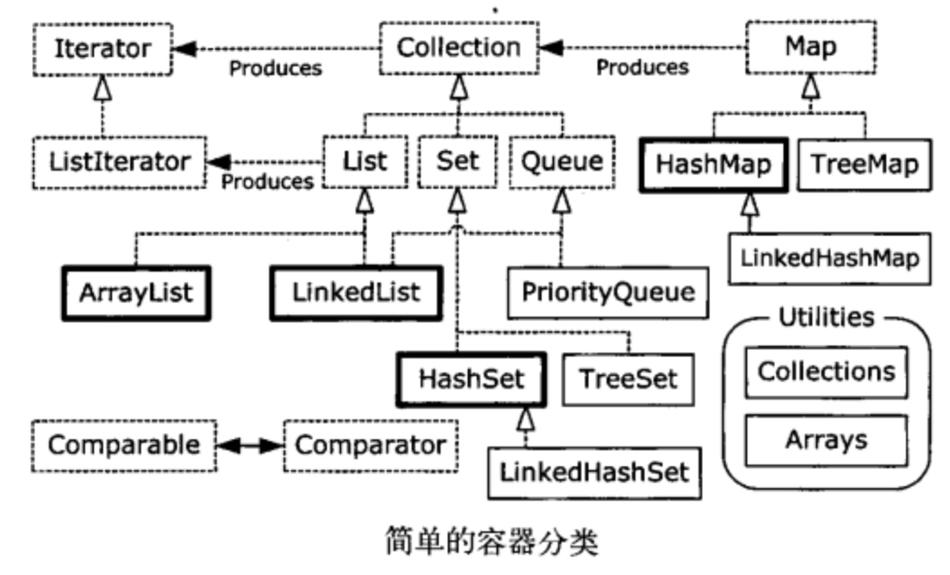 Iterator
Collection
Map
Produces
Produces
ListIterator
List
Set
Queue
HashMap
TreeMap
Produces
ArrayList
LinkedList
PriorityQueue
LinkedHashMap
Utilities
HashSet
TreeSet
Collections
Comparable
Comparator
LinkedHashSet
Arrays
简单的容器分类